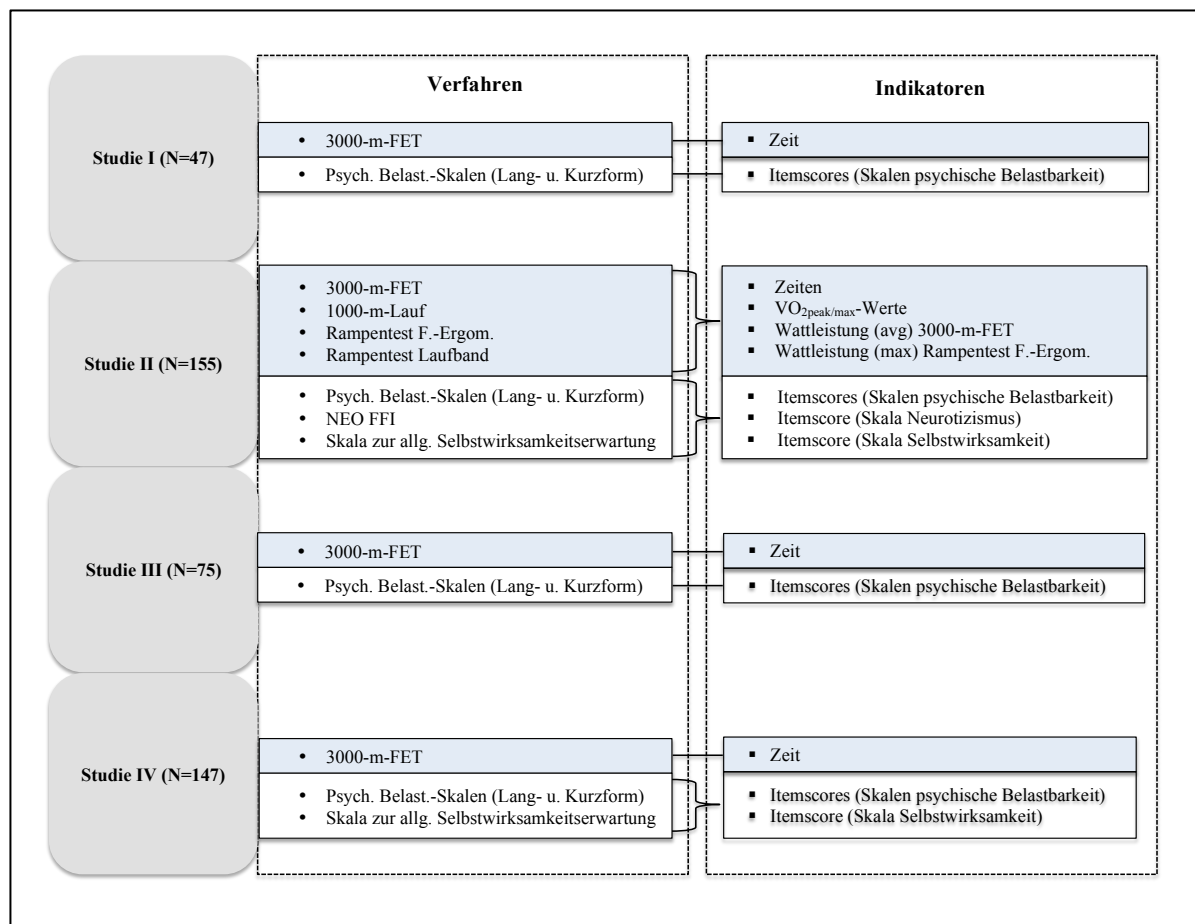 Verfahren
Indikatoren
Studie I (N=47)
• 3000-m-FET
▪ Zeit
• Psych. Belast.-Skalen (Lang- u. Kurzform)
▪ Itemscores (Skalen psychische Belastbarkeit)
Studie II (N=155)
• 3000-m-FET
• 1000-m-Lauf
• Rampentest F.-Ergom.
• Rampentest Laufband
▪ Zeiten
▪ VO2peak/max-Werte
▪ Wattleistung (avg) 3000-m-FET
▪ Wattleistung (max) Rampentest F.-Ergom.
• Psych. Belast.-Skalen (Lang- u. Kurzform)
• NEO FFI
• Skala zur allg. Selbstwirksamkeitserwartung
▪ Itemscores (Skalen psychische Belastbarkeit)
▪ Itemscore (Skala Neurotizismus)
▪ Itemscore (Skala Selbstwirksamkeit)
Studie III (N=75)
• 3000-m-FET
▪ Zeit
• Psych. Belast.-Skalen (Lang- u. Kurzform)
▪ Itemscores (Skalen psychische Belastbarkeit)
Studie IV (N=147)
• 3000-m-FET
▪ Zeit
• Psych. Belast.-Skalen (Lang- u. Kurzform)
• Skala zur allg. Selbstwirksamkeitserwartung
▪ Itemscores (Skalen psychische Belastbarkeit)
▪ Itemscore (Skala Selbstwirksamkeit)